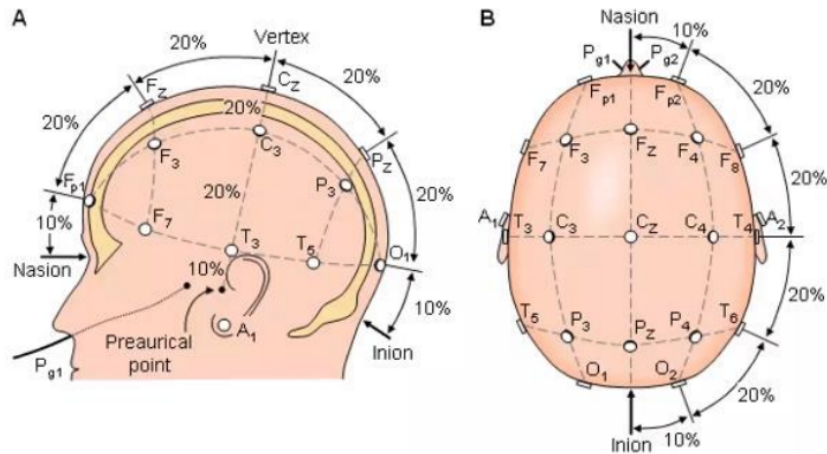 A
20%
Vertex
Fz
Cz
20%
20%
20%
F3
C3
Pz
20%
Fp1
P3
20%
10%
F7
T3
T5
O1
Nasion
10%
10%
A1
Preaurical
point
Inion
Pg1
B
Nasion
10%
Pg1
Pg2
Fp1
Fp2
20%
F7
F3
Fz
F4
F8
20%
A1
T3
C3
Cz
C4
T4
A2
20%
T5
P3
Pz
P4
T6
O1
O2
20%
Inion
10%